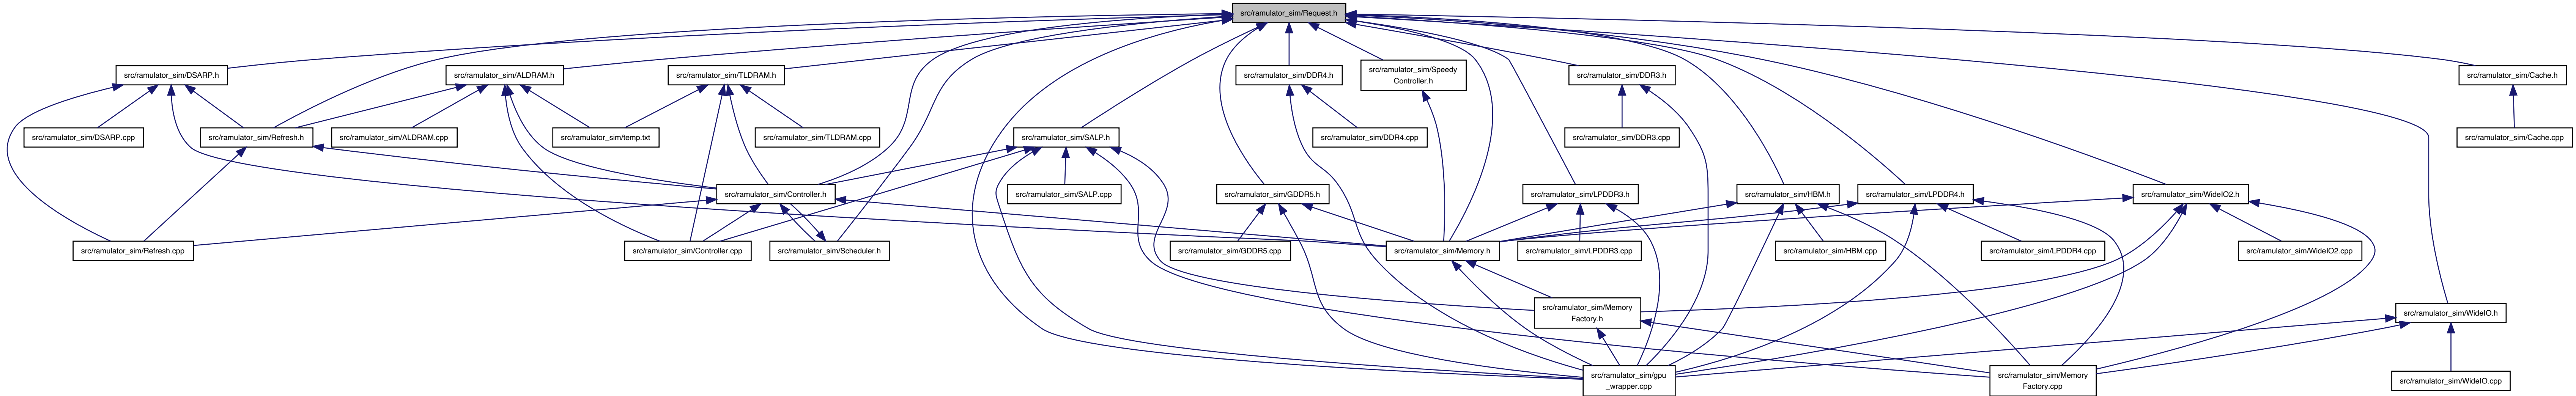 src/ramulator_sim/Request.h
src/ramulator_sim/DSARP.h
src/ramulator_sim/ALDRAM.h
src/ramulator_sim/TLDRAM.h
src/ramulator_sim/DDR4.h
src/ramulator_sim/Speedy
Controller.h
src/ramulator_sim/DDR3.h
src/ramulator_sim/Cache.h
src/ramulator_sim/DSARP.cpp
src/ramulator_sim/Refresh.h
src/ramulator_sim/ALDRAM.cpp
src/ramulator_sim/temp.txt
src/ramulator_sim/TLDRAM.cpp
src/ramulator_sim/SALP.h
src/ramulator_sim/DDR4.cpp
src/ramulator_sim/DDR3.cpp
src/ramulator_sim/Cache.cpp
src/ramulator_sim/Controller.h
src/ramulator_sim/SALP.cpp
src/ramulator_sim/GDDR5.h
src/ramulator_sim/LPDDR3.h
src/ramulator_sim/HBM.h
src/ramulator_sim/LPDDR4.h
src/ramulator_sim/WideIO2.h
src/ramulator_sim/Refresh.cpp
src/ramulator_sim/Controller.cpp
src/ramulator_sim/Scheduler.h
src/ramulator_sim/GDDR5.cpp
src/ramulator_sim/Memory.h
src/ramulator_sim/LPDDR3.cpp
src/ramulator_sim/HBM.cpp
src/ramulator_sim/LPDDR4.cpp
src/ramulator_sim/WideIO2.cpp
src/ramulator_sim/Memory
Factory.h
src/ramulator_sim/WideIO.h
src/ramulator_sim/gpu
_wrapper.cpp
src/ramulator_sim/Memory
Factory.cpp
src/ramulator_sim/WideIO.cpp